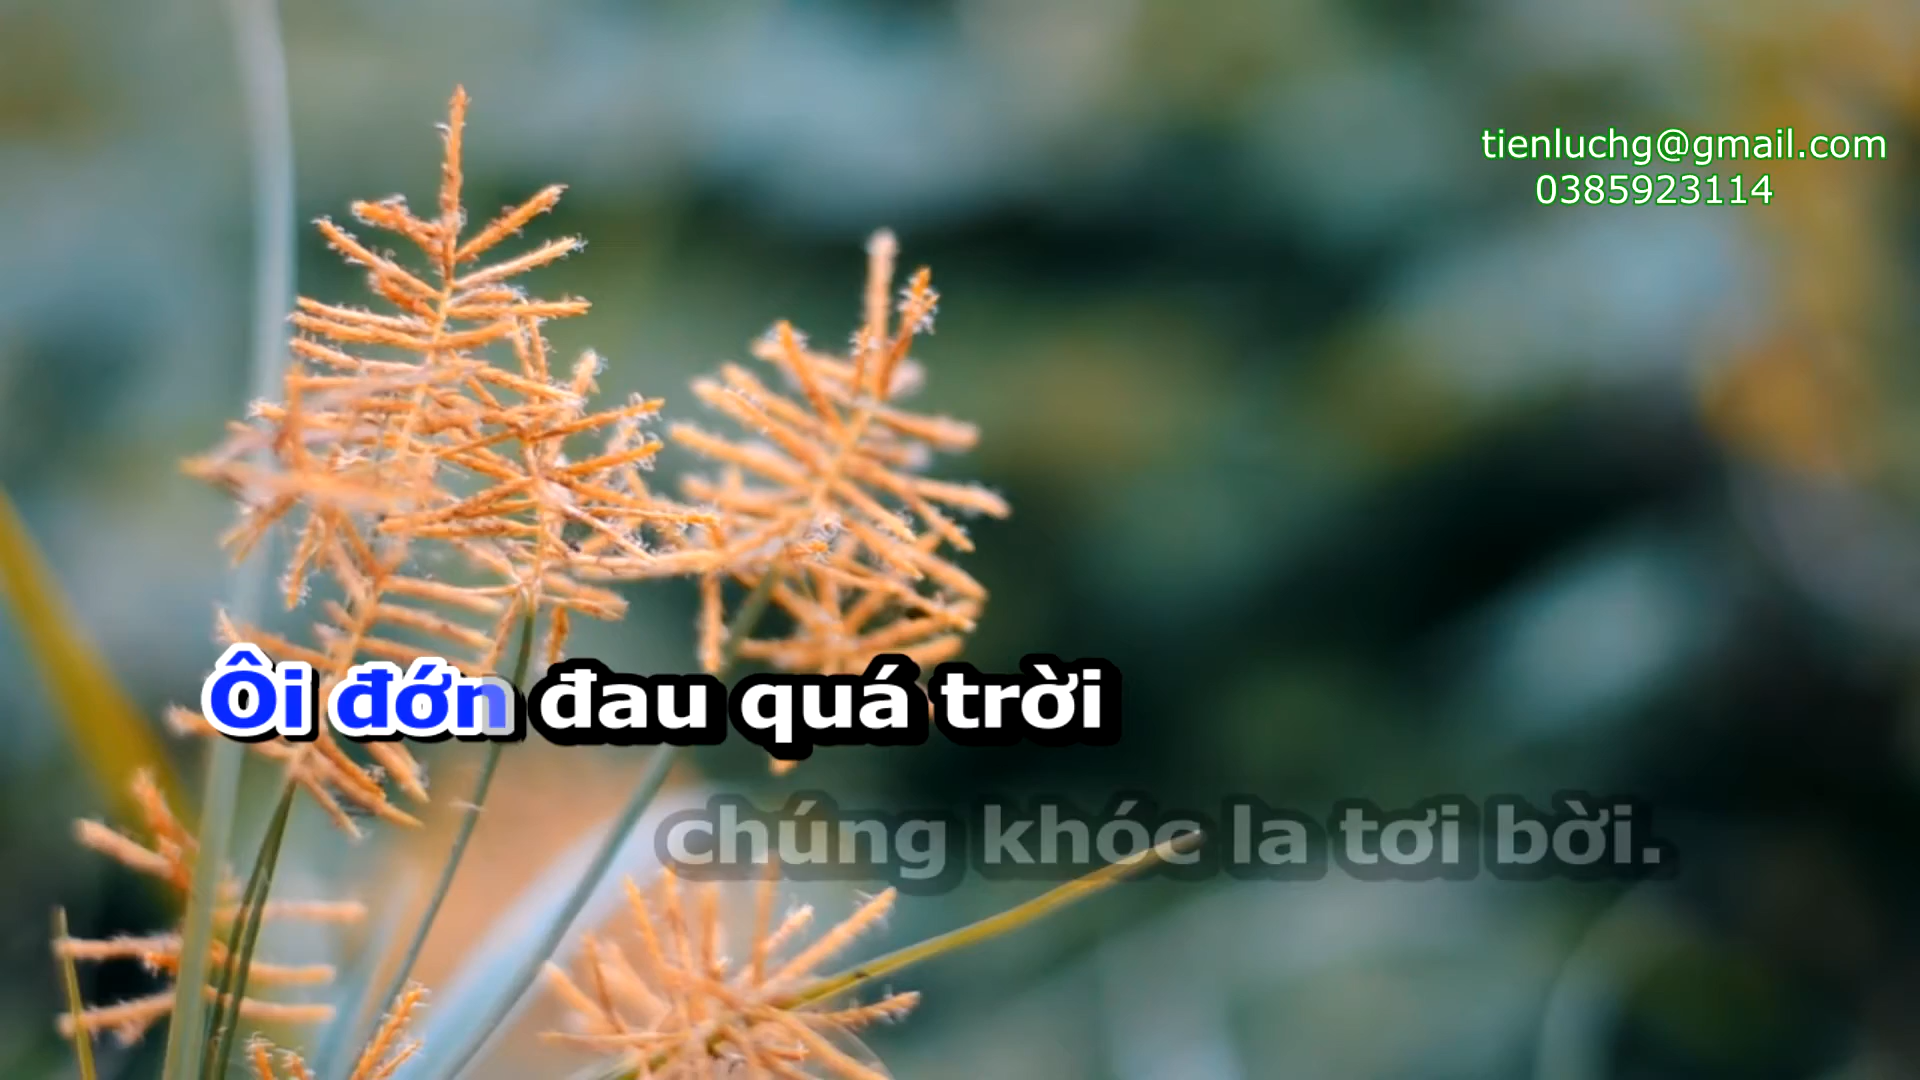 tienluchg@gmail.com
0385923114
Ôi đớn đau quá trời
chúng khóc la tơi bời.